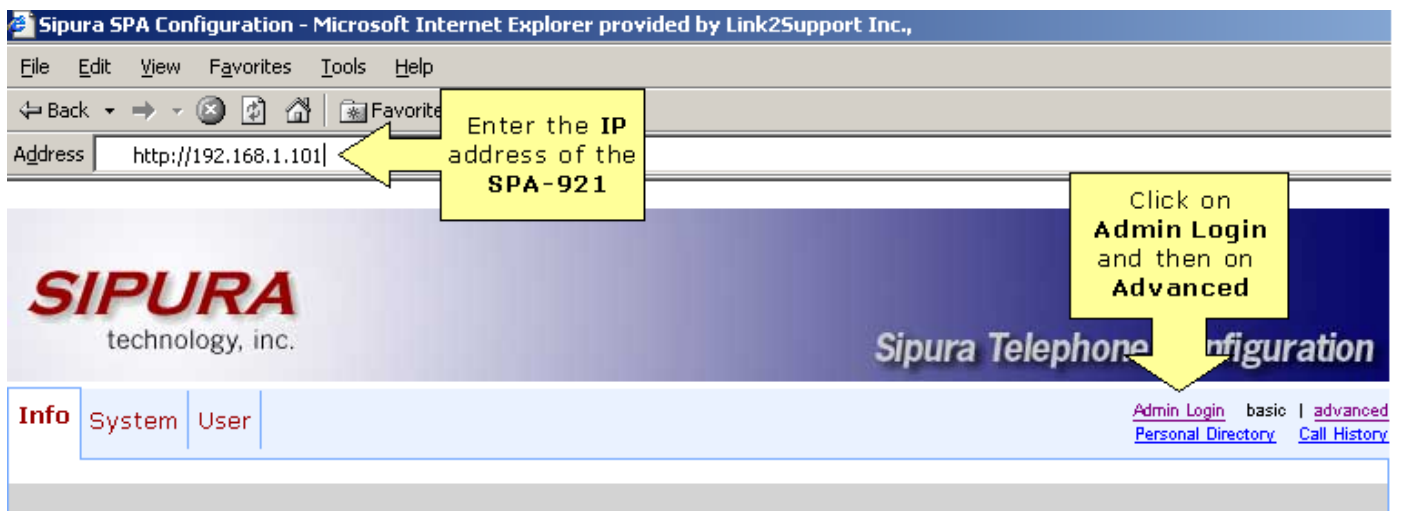 Sipura SPA Configuration - Microsoft Internet Explorer provided by Link2Support Inc.,
File Edit View Favorites Tools Help
Back Favorite
Address http://192.168.1.101
Enter the IP
address of the
SPA-921
Click on
Admin Login
and then on
Advanced
SIPURA
technology, inc.
Sipura Telephone nfiguration
Info System User
Admin Login basic | advanced
Personal Directory Call History